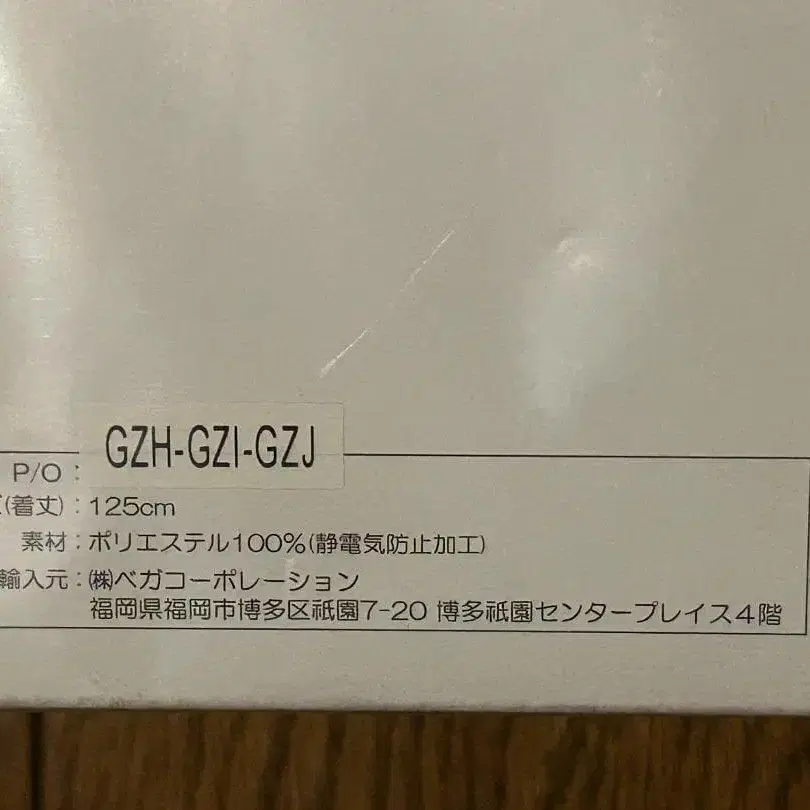 GZH-GZI-GZJ
P/O :
(着丈) : 125cm
素材 : ポリエステル100%(静電気防止加工)
輸入元 : ㈱ベガコーポレーション
福岡県福岡市博多区祇園7-20 博多祇園センタープレイス4階